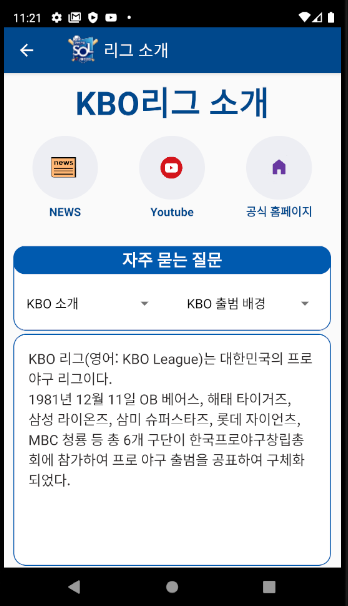 11:21
SOL
리그 소개
KBO리그 소개
news
NEWS
Youtube
공식 홈페이지
자주 묻는 질문
KBO 소개
KBO 출범 배경
KBO 리그(영어: KBO League)는 대한민국의 프로
야구 리그이다.
1981년 12월 11일 OB 베어스, 해태 타이거즈,
삼성 라이온즈, 삼미 슈퍼스타즈, 롯데 자이언츠,
MBC 청룡 등 총 6개 구단이 한국프로야구창립총
회에 참가하여 프로 야구 출범을 공표하여 구체화
되었다.